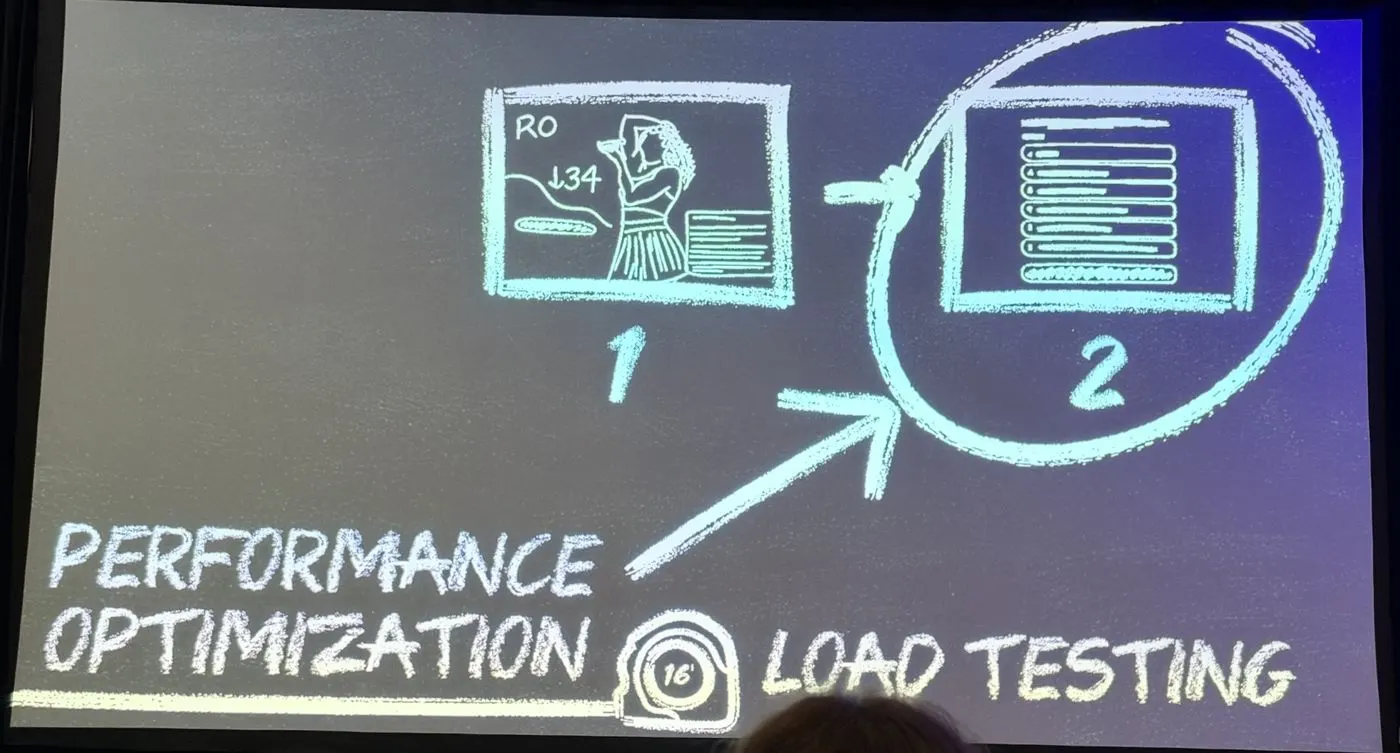 RO
↓34
1
2
PERFORMANCE
OPTIMIZATION
16'
LOAD TESTING